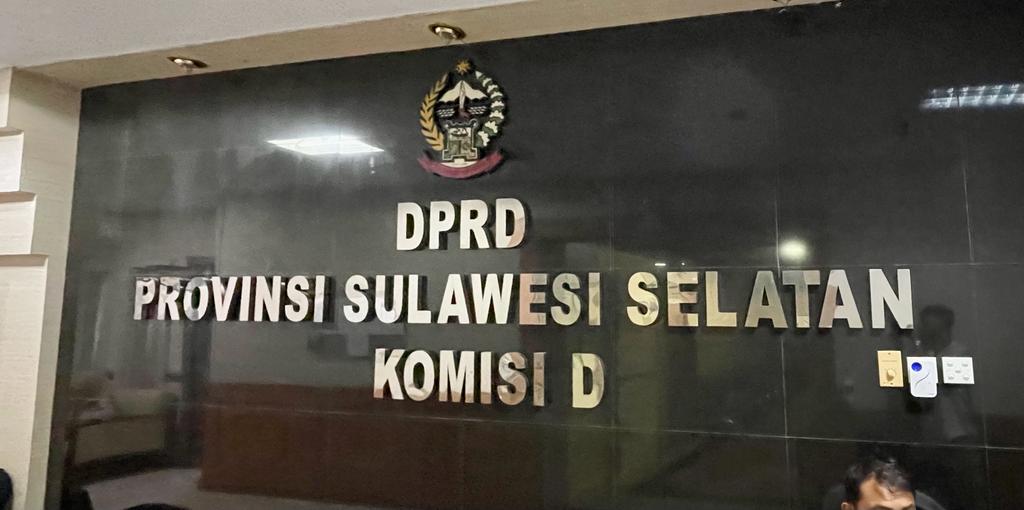 DPRD
PROVINSI SULAWESI SELATAN
KOMISI D